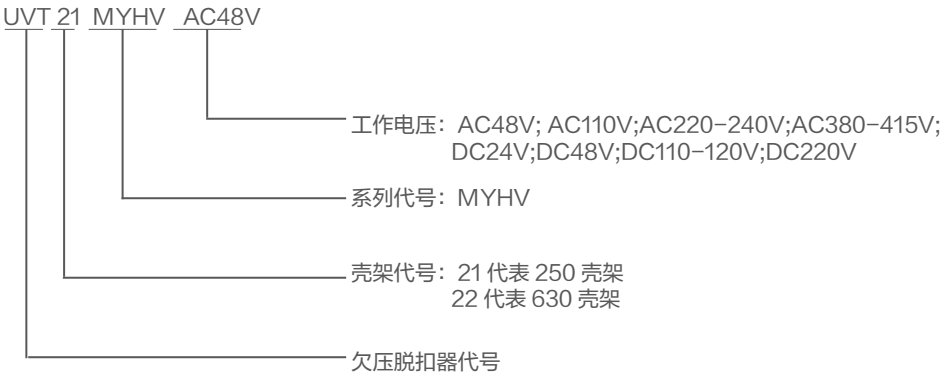 UVT 21 MYHV AC48V
工作电压：AC48V; AC110V;AC220-240V;AC380-415V;
DC24V;DC48V;DC110-120V;DC220V
系列代号：MYHV
壳架代号：21 代表 250 壳架
22 代表 630 壳架
欠压脱扣器代号